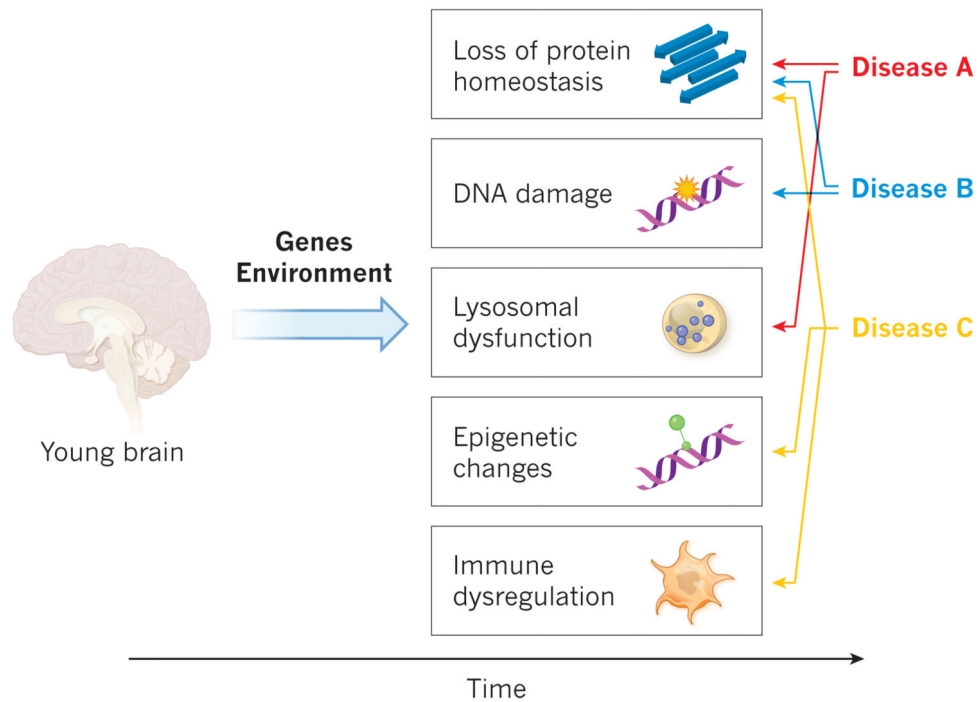 Loss of protein
homeostasis
Disease A
DNA damage
Disease B
Genes
Environment
Lysosomal
dysfunction
Disease C
Young brain
Epigenetic
changes
Immune
dysregulation
Time